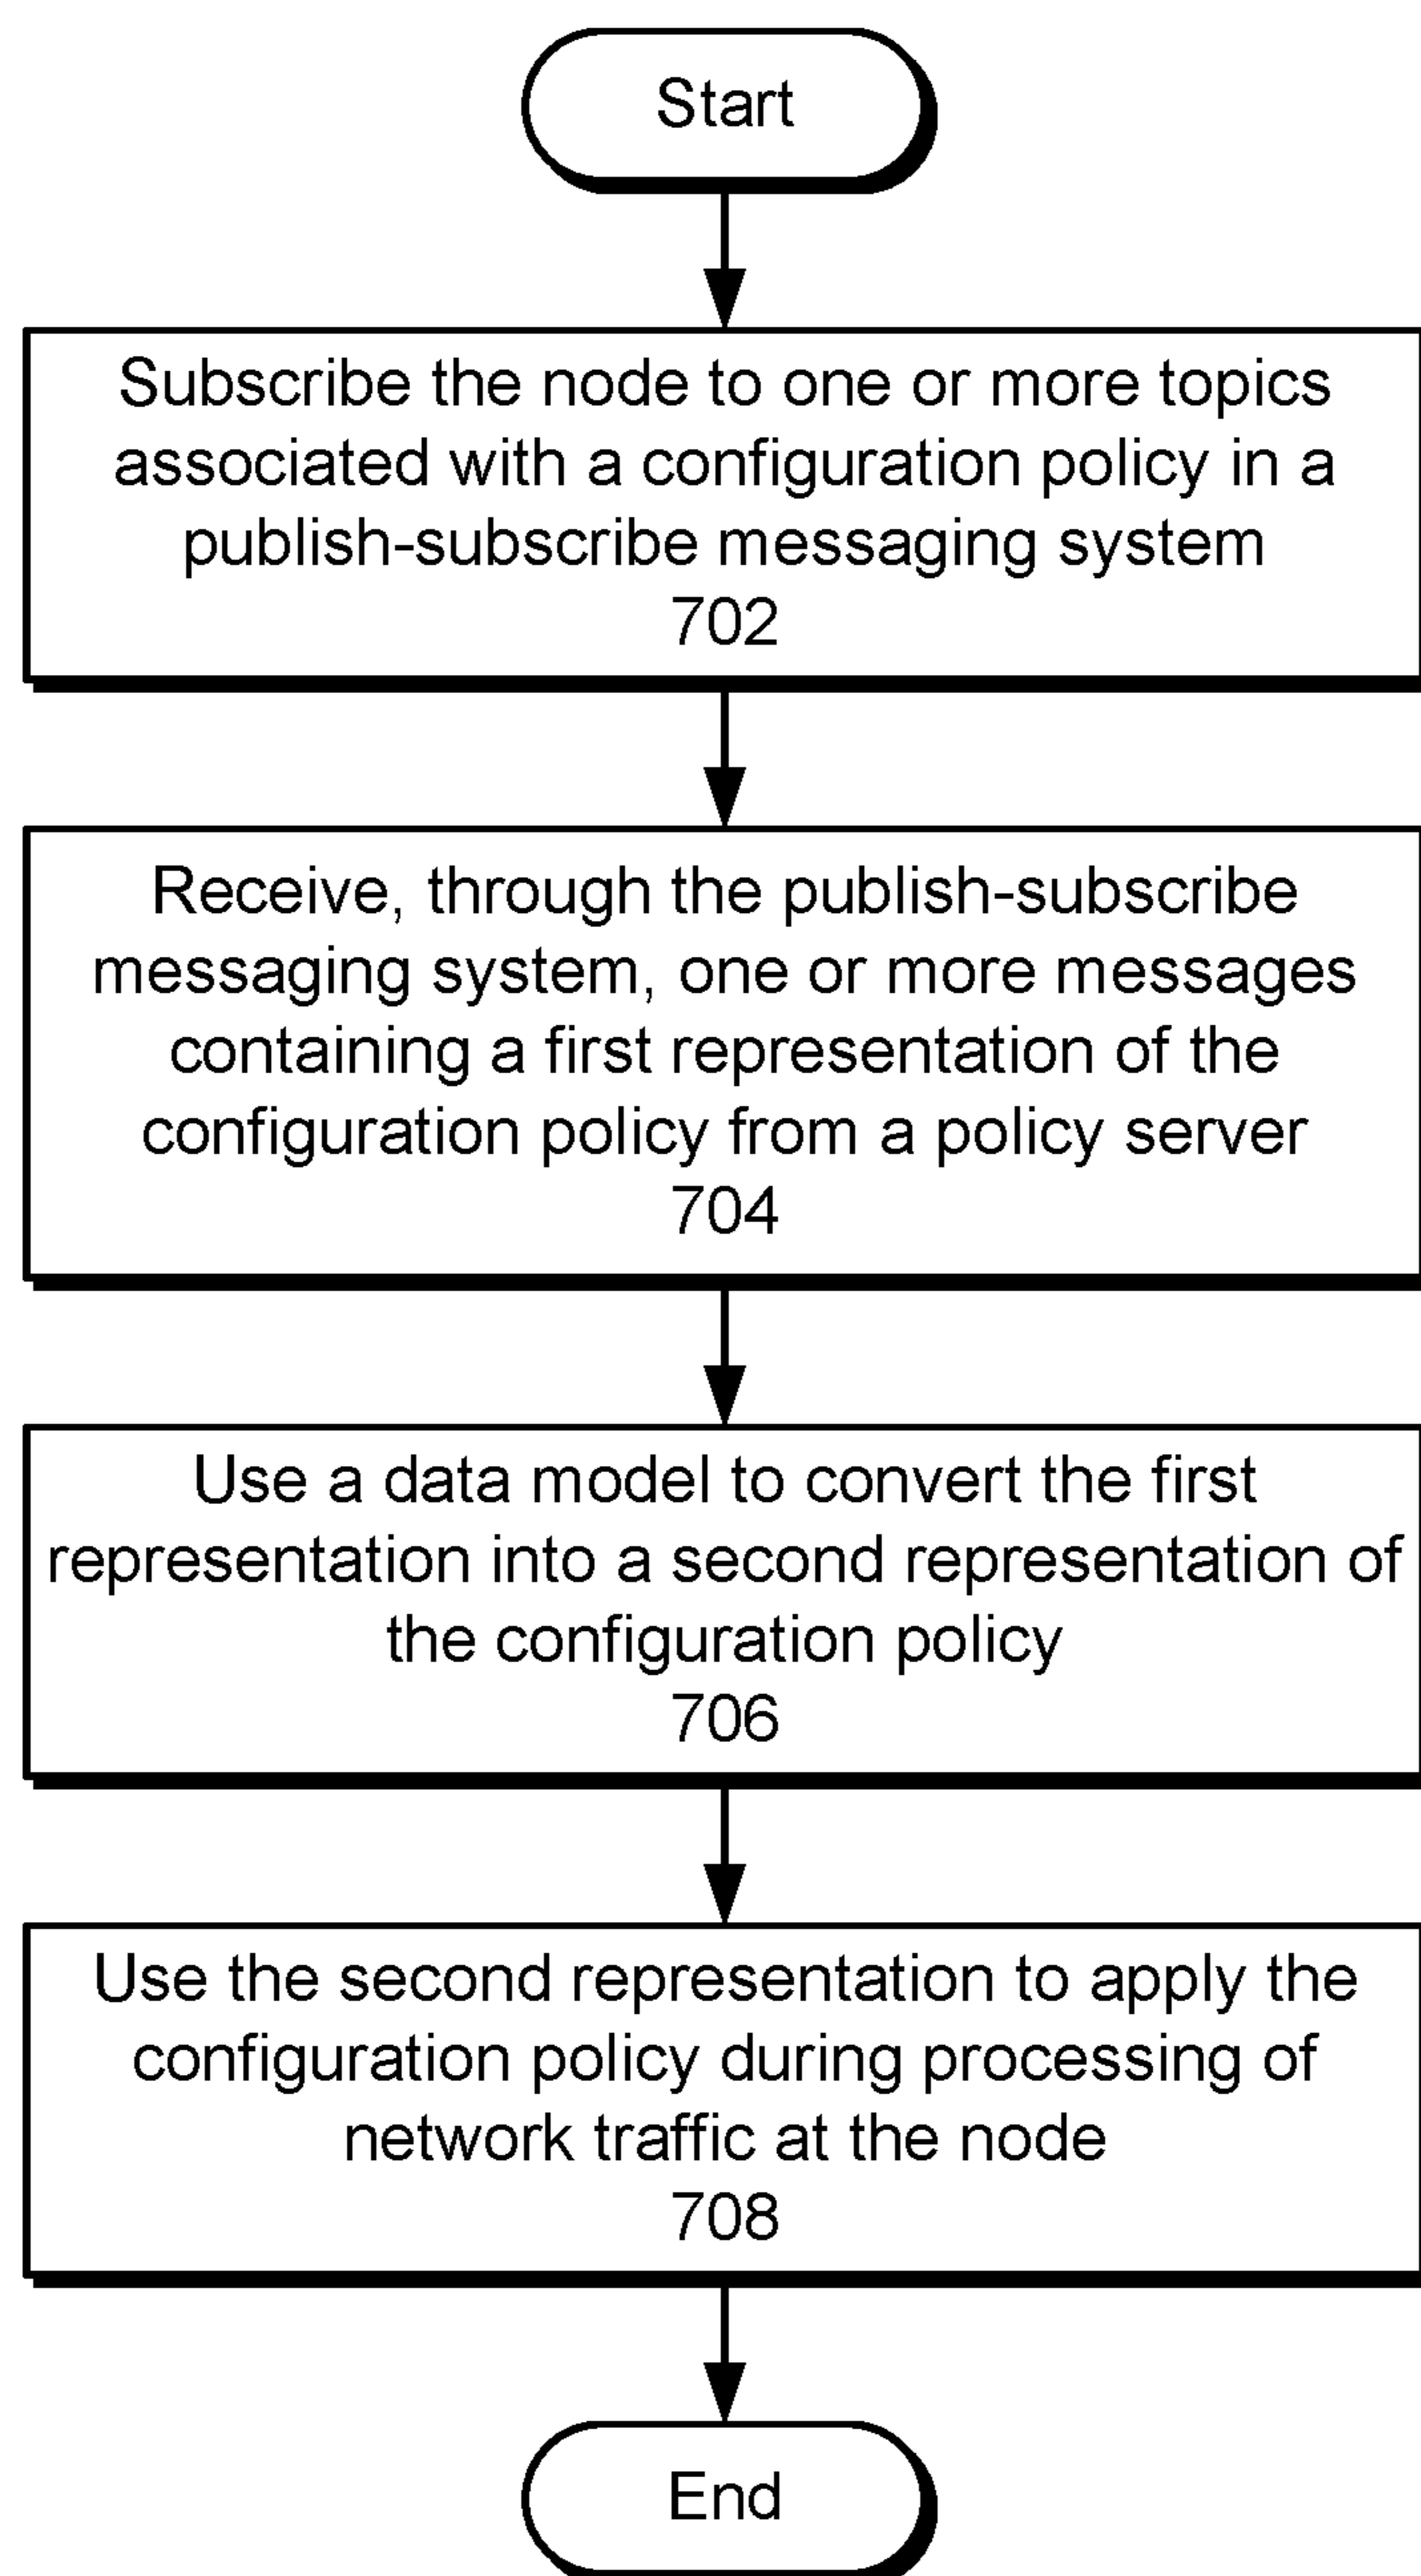 Start
Subscribe the node to one or more topics
associated with a configuration policy in a
publish-subscribe messaging system
702
Receive, through the publish-subscribe
messaging system, one or more messages
containing a first representation of the
configuration policy from a policy server
704
Use a data model to convert the first
representation into a second representation of
the configuration policy
706
Use the second representation to apply the
configuration policy during processing of
network traffic at the node
708
End